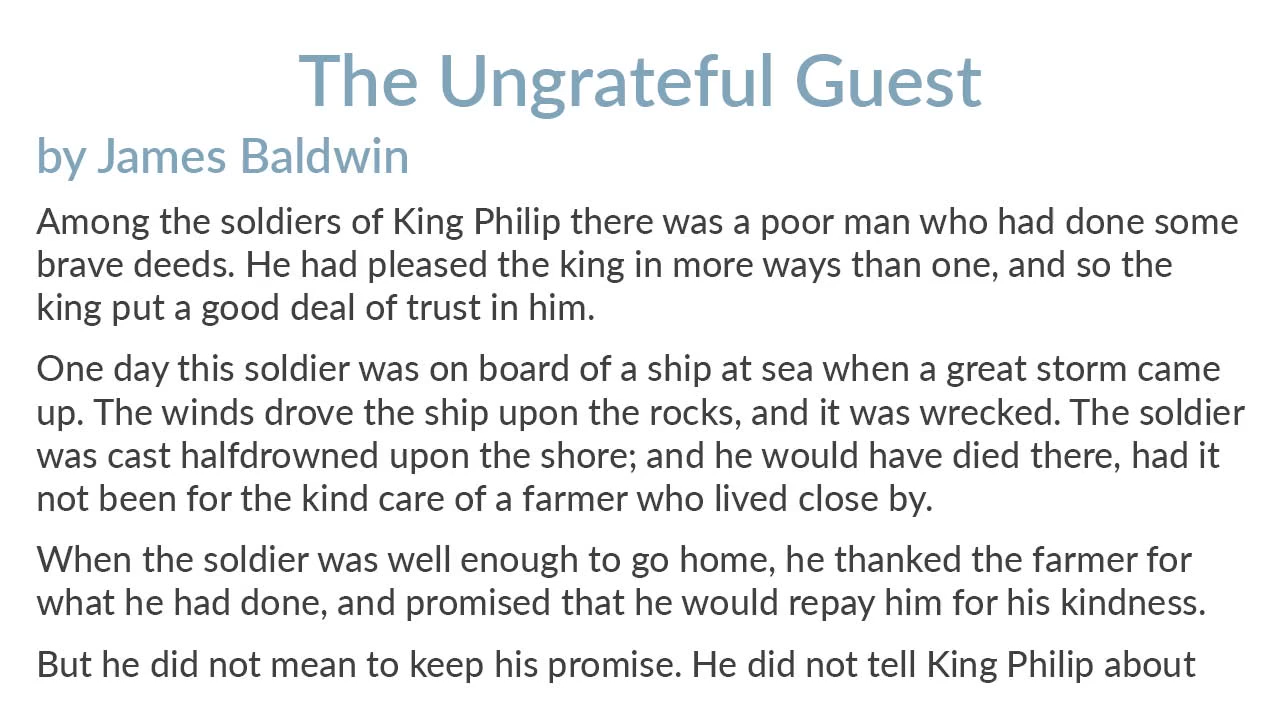 The Ungrateful Guest
by James Baldwin
Among the soldiers of King Philip there was a poor man who had done some
brave deeds. He had pleased the king in more ways than one, and so the
king put a good deal of trust in him.
One day this soldier was on board of a ship at sea when a great storm came
up. The winds drove the ship upon the rocks, and it was wrecked. The soldier
was cast halfdrowned upon the shore; and he would have died there, had it
not been for the kind care of a farmer who lived close by.
When the soldier was well enough to go home, he thanked the farmer for
what he had done, and promised that he would repay him for his kindness.
But he did not mean to keep his promise. He did not tell King Philip about